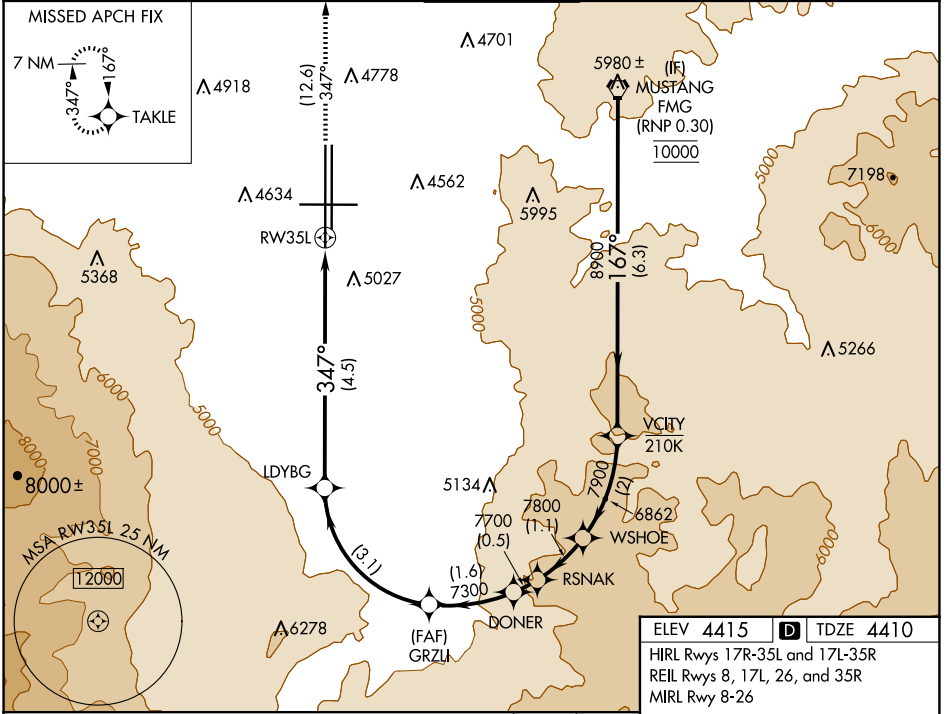 MISSED APCH FIX
7 NM
347°
167°
TAKLE
4918
(12.6)
347°
4778
4701
5980 ±
(IF)
MUSTANG
FMG
(RNP 0.30)
10000
5000
7198
6000
4634
4562
5995
RW35L
5368
5027
8900
167°
(6.3)
5000
5266
6000
5000
347°
(4.5)
VCITY
210K
8000
7000
8000 ±
LDYBG
5134
7900
(2)
7800
(1.1)
6862
7700
(0.5)
WSHOE
6000
MSA RW35L 25 NM
12000
(3.1)
(1.6)
7300
RSNAK
DONER
(FAF)
GRZLI
6278
ELEV 4415 D TDZE 4410
HIRL Rwys 17R-35L and 17L-35R
REIL Rwys 8, 17L, 26, and 35R
MIRL Rwy 8-26